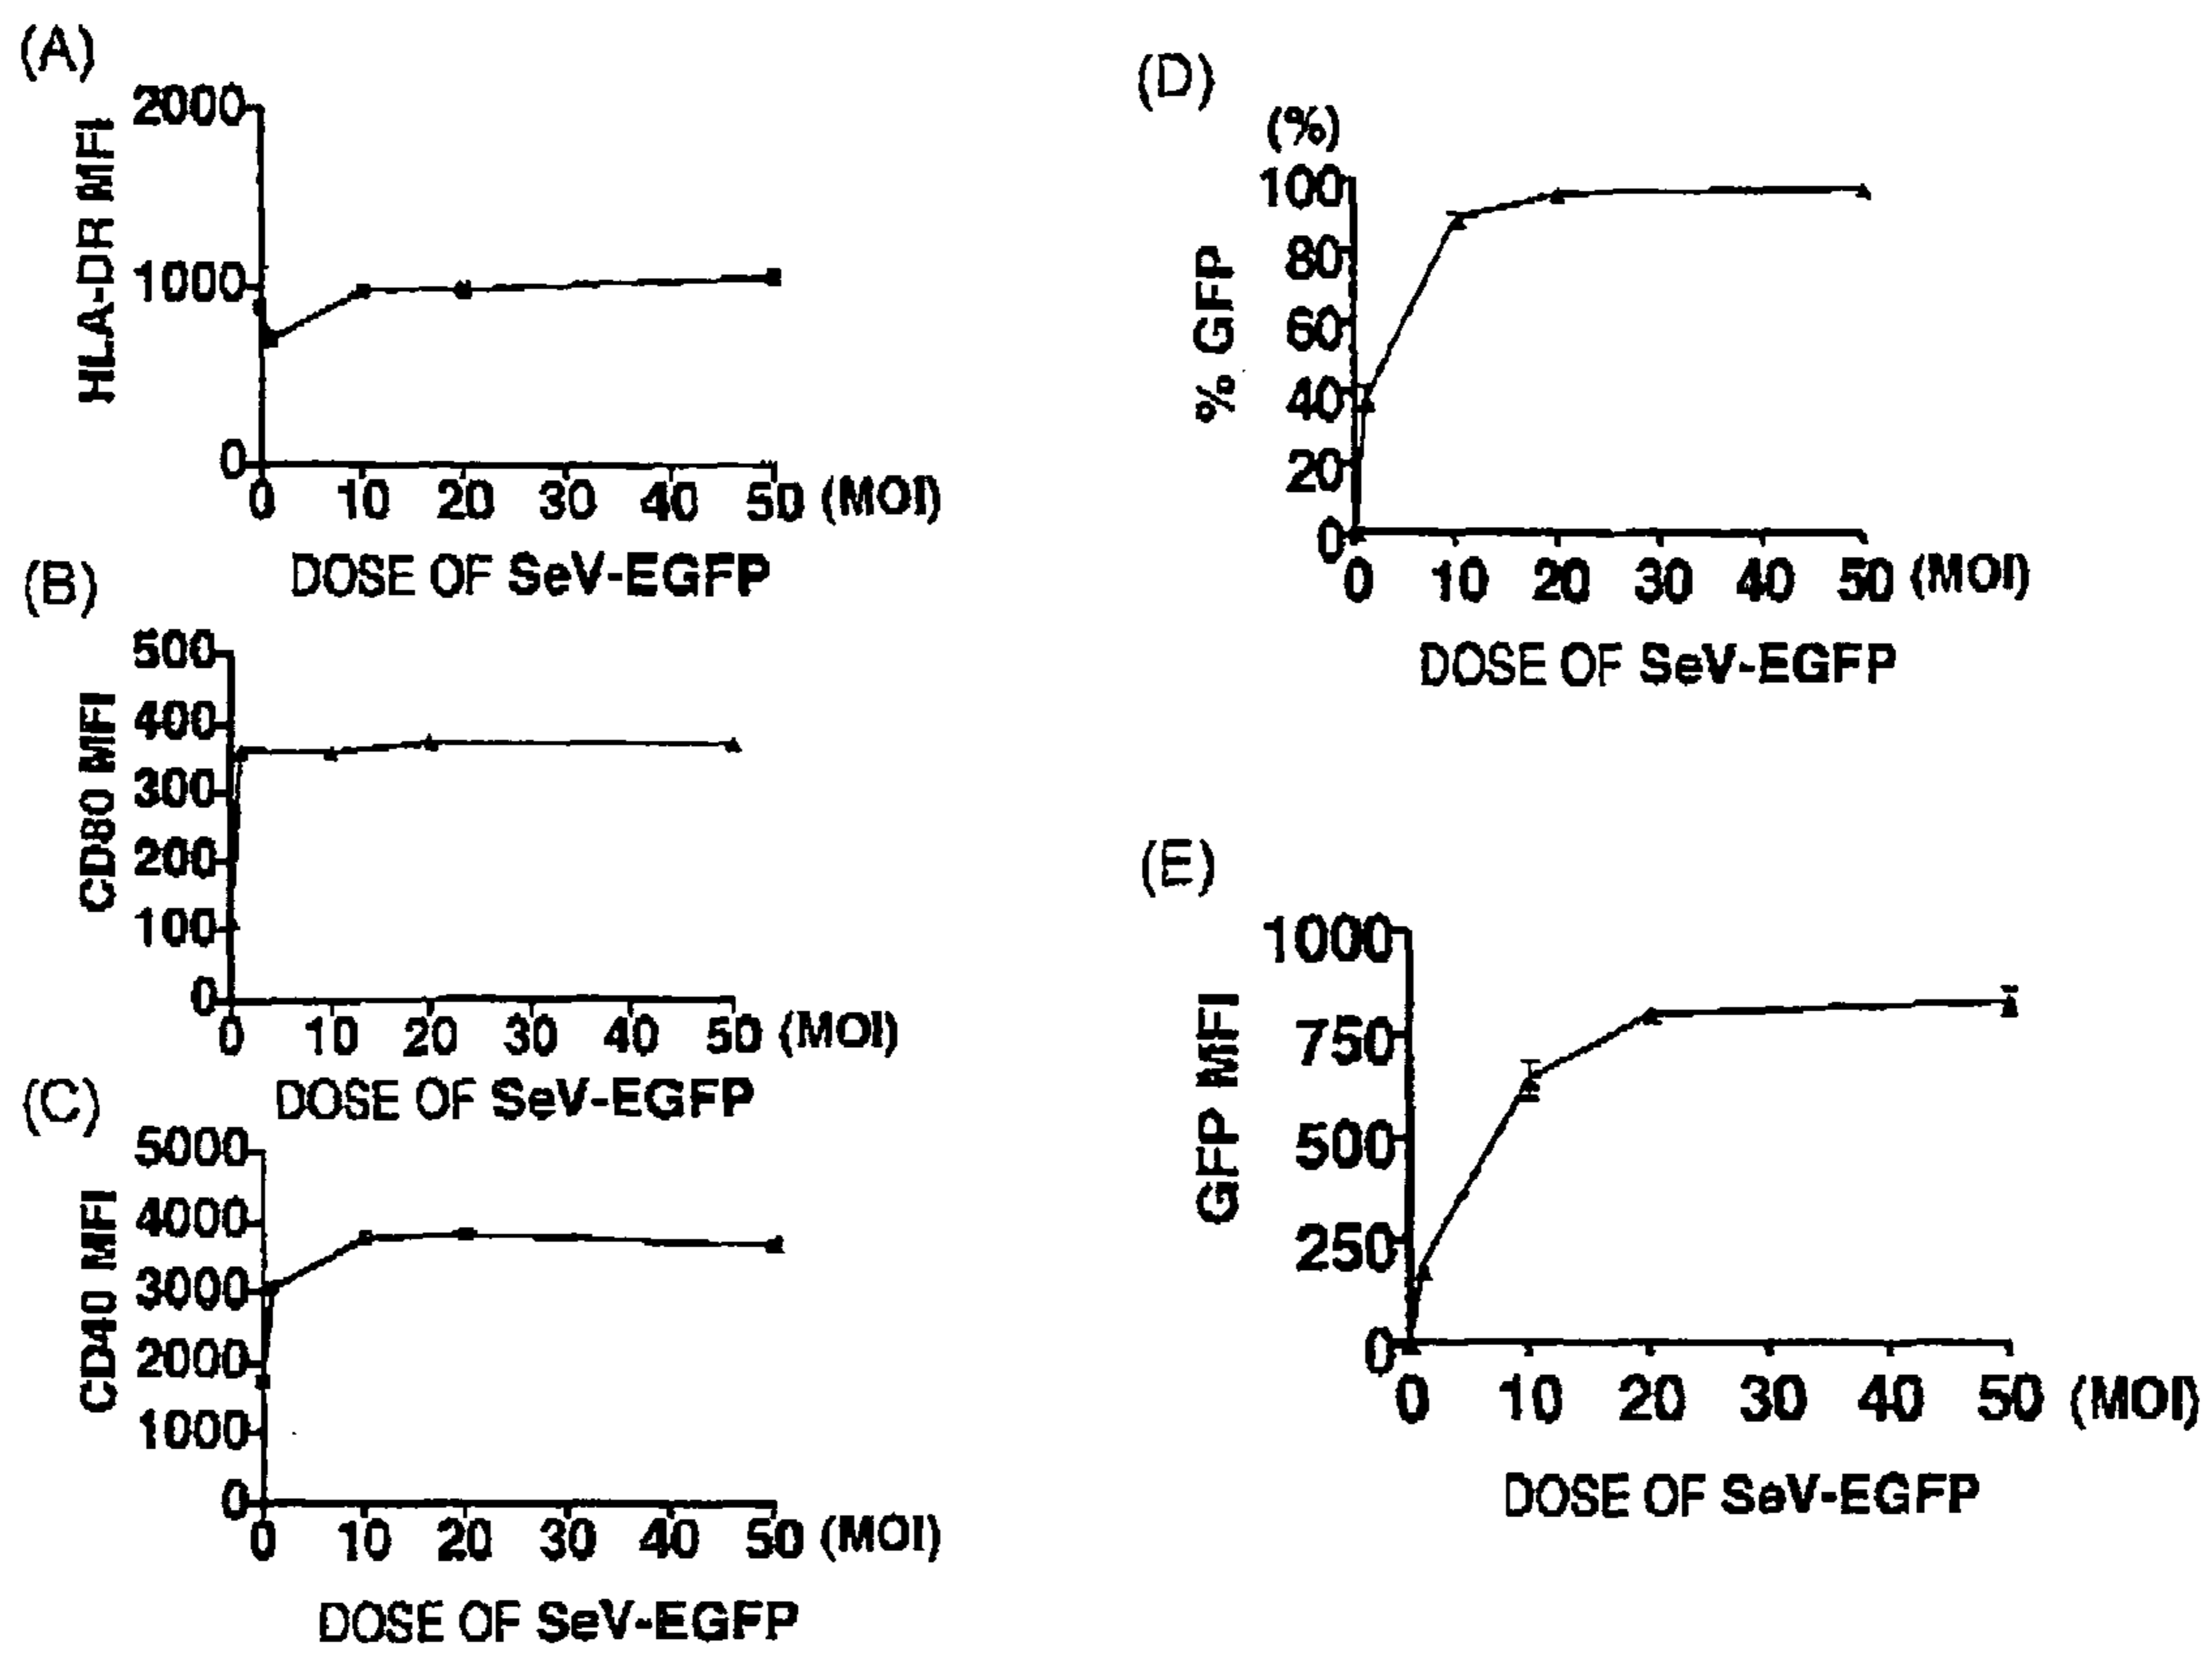 (A)
2000
1000
0
HLA-DR MFI
0 10 20 30 40 50 (MOI)
DOSE OF SeV-EGFP
(B)
500
400
300
200
100
0
CD80 MFI
0 10 20 30 40 50 (MOI)
DOSE OF SeV-EGFP
(C)
5000
4000
3000
2000
1000
0
CD40 MFI
0 10 20 30 40 50 (MOI)
DOSE OF SeV-EGFP
(D)
(%)
100
80
60
40
20
0
% GFP
0 10 20 30 40 50 (MOI)
DOSE OF SeV-EGFP
(E)
1000
750
500
250
0
GFP MFI
0 10 20 30 40 50 (MOI)
DOSE OF SeV-EGFP